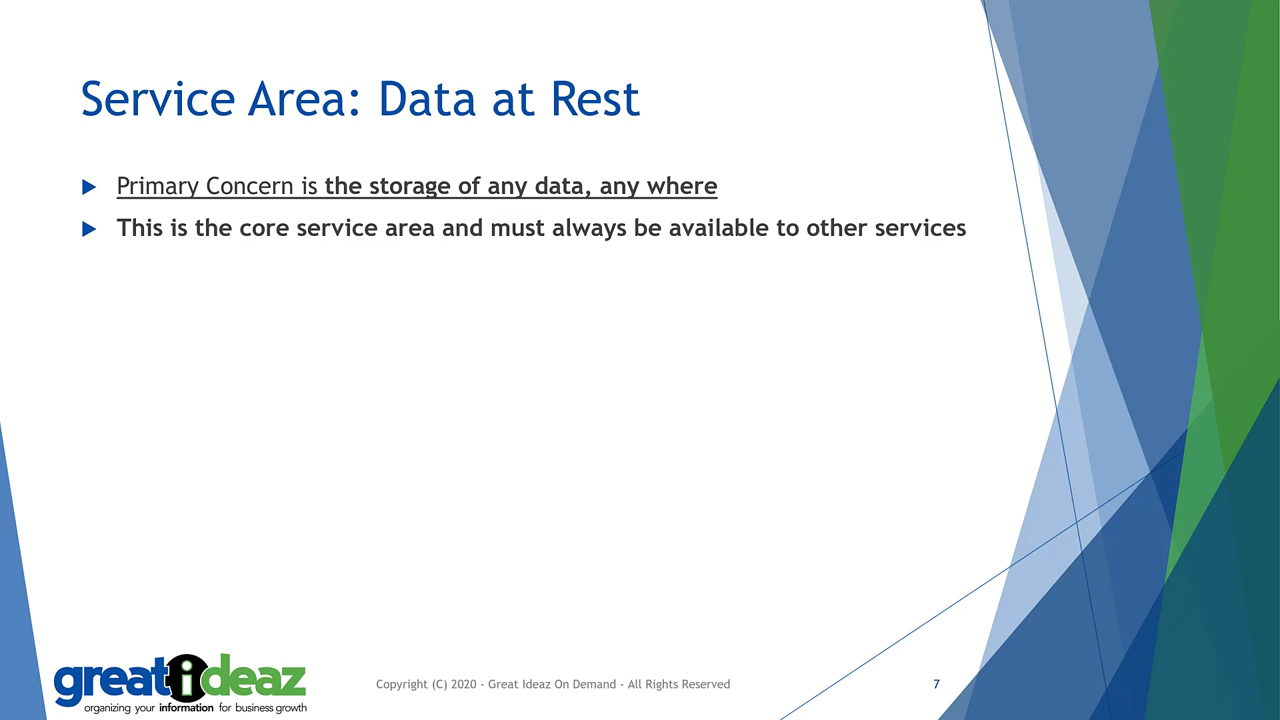 Service Area: Data at Rest
Primary Concern is the storage of any data, any where
This is the core service area and must always be available to other services
greatideaz
organizing your information for business growth
Copyright (C) 2020 - Great Ideaz On Demand - All Rights Reserved
7